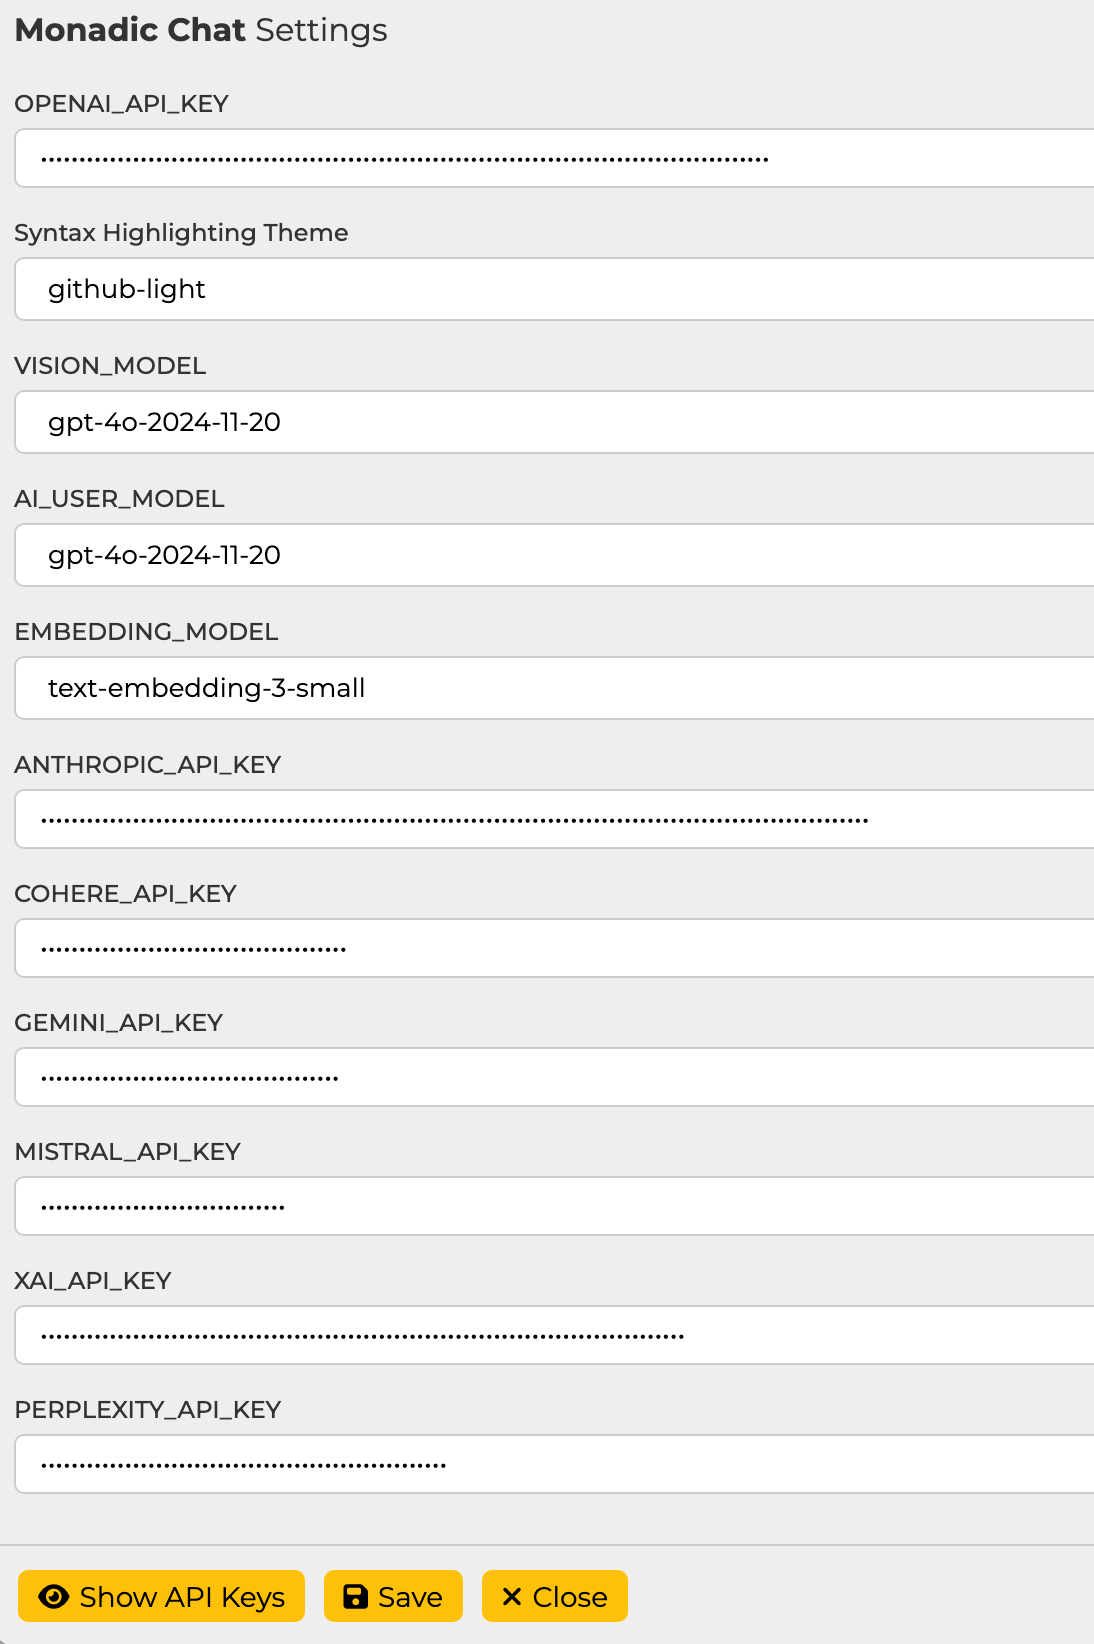 Monadic Chat Settings
OPENAI_API_KEY
Syntax Highlighting Theme
github-light
VISION_MODEL
gpt-4o-2024-11-20
AI_USER_MODEL
gpt-4o-2024-11-20
EMBEDDING_MODEL
text-embedding-3-small
ANTHROPIC_API_KEY
COHERE_API_KEY
GEMINI_API_KEY
MISTRAL_API_KEY
XAI_API_KEY
PERPLEXITY_API_KEY
Show API Keys Save Close